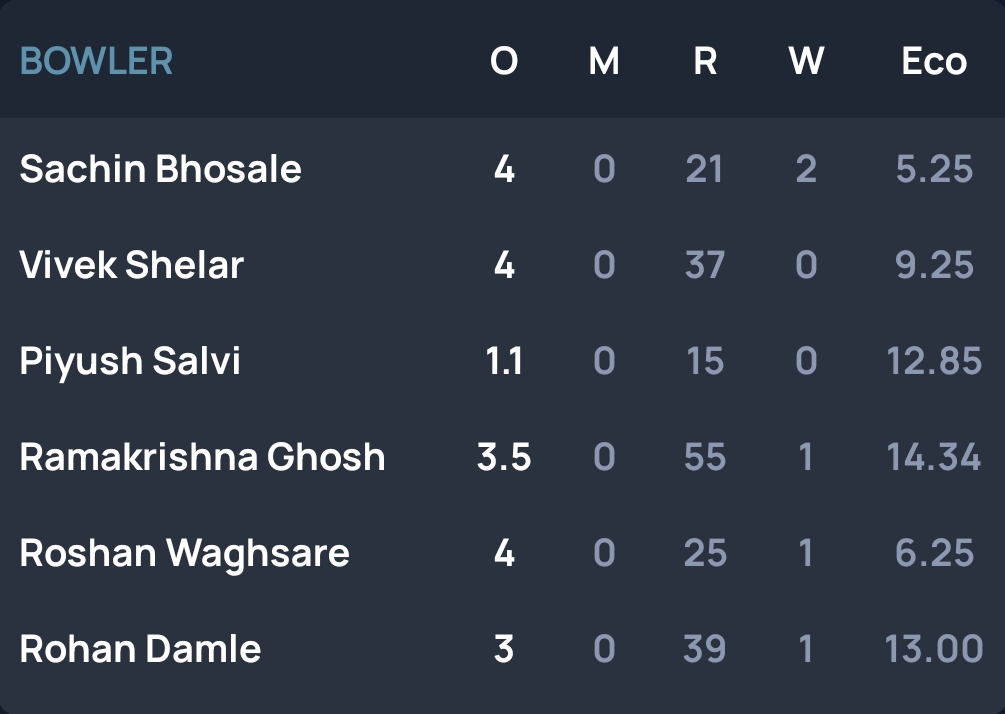 BOWLER O M R W Eco
Sachin Bhosale 4 0 21 2 5.25
Vivek Shelar 4 0 37 0 9.25
Piyush Salvi 1.1 0 15 0 12.85
Ramakrishna Ghosh 3.5 0 55 1 14.34
Roshan Waghsare 4 0 25 1 6.25
Rohan Damle 3 0 39 1 13.00